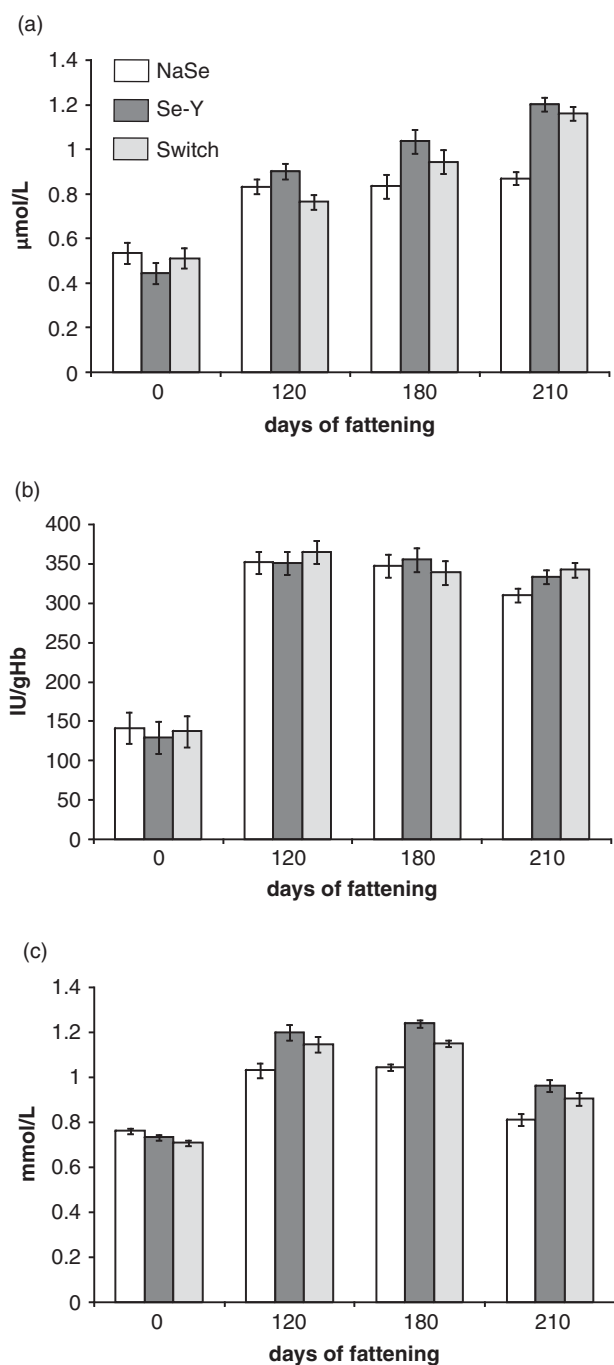 (a)
NaSe
Se-Y
Switch
1.4
1.2
1
0.8
0.6
0.4
0.2
0
µmol/L
0 120 180 210
days of fattening
(b)
400
350
300
250
200
150
100
50
0
IU/gHb
0 120 180 210
days of fattening
(c)
1.4
1.2
1
0.8
0.6
0.4
0.2
0
mmol/L
0 120 180 210
days of fattening